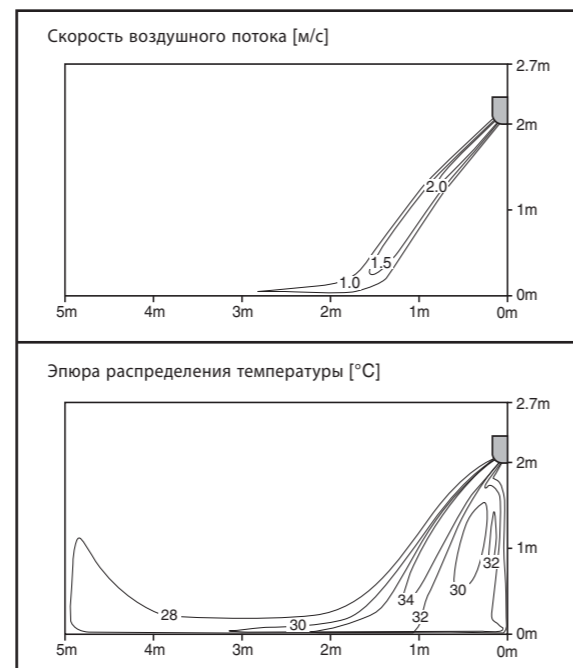 Скорость воздушного потока [м/с]
2.7m
2m
2.0
1m
1.5
1.0
0m
5m 4m 3m 2m 1m 0m
Эпюра распределения температуры [°C]
2.7m
2m
1m
32
30
34
28 30 32
0m
5m 4m 3m 2m 1m 0m